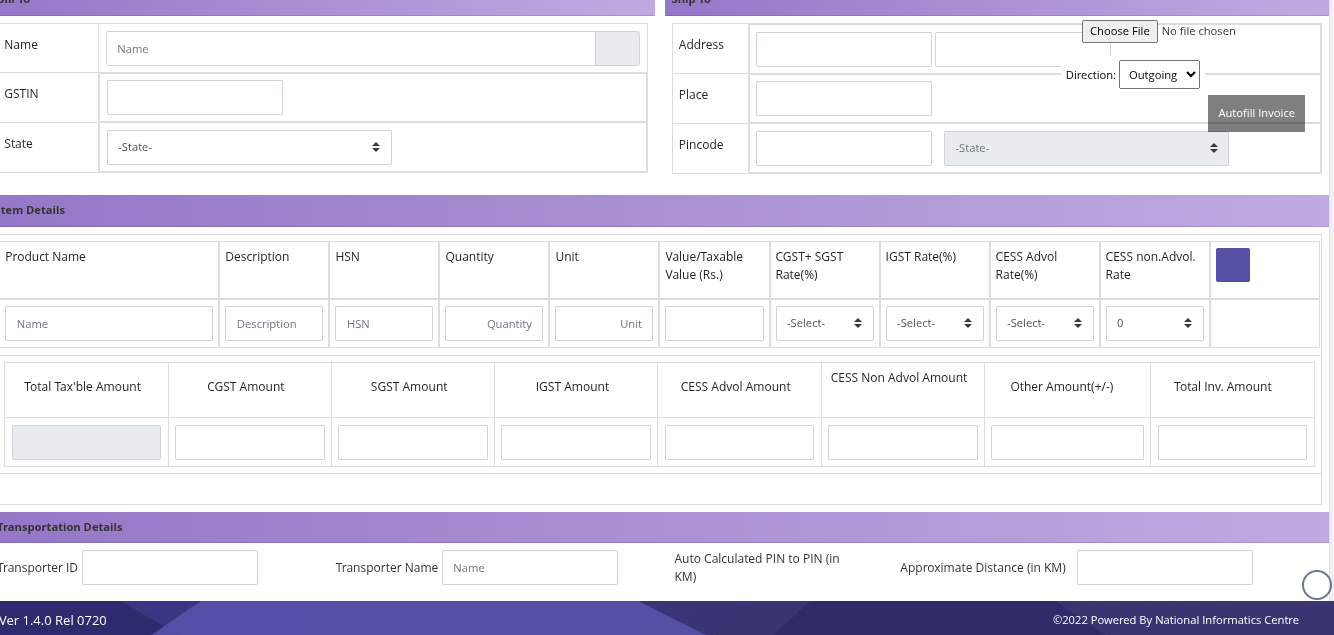 Bill To
Ship To
Name
Name
GSTIN
State
-State-
Address
Choose File No file chosen
Direction: Outgoing
Place
Autofill Invoice
Pincode
-State-
Item Details
Product Name
Description
HSN
Quantity
Unit
Value/Taxable
Value (Rs.)
CGST+ SGST
Rate(%)
IGST Rate(%)
CESS Advol
Rate(%)
CESS non.Advol.
Rate
Name
Description
HSN
Quantity
Unit
-Select-
-Select-
-Select-
0
Total Tax'ble Amount
CGST Amount
SGST Amount
IGST Amount
CESS Advol Amount
CESS Non Advol Amount
Other Amount(+/-)
Total Inv. Amount
Transportation Details
Transporter ID
Transporter Name
Name
Auto Calculated PIN to PIN (in
KM)
Approximate Distance (in KM)
Ver 1.4.0 Rel 0720
©2022 Powered By National Informatics Centre